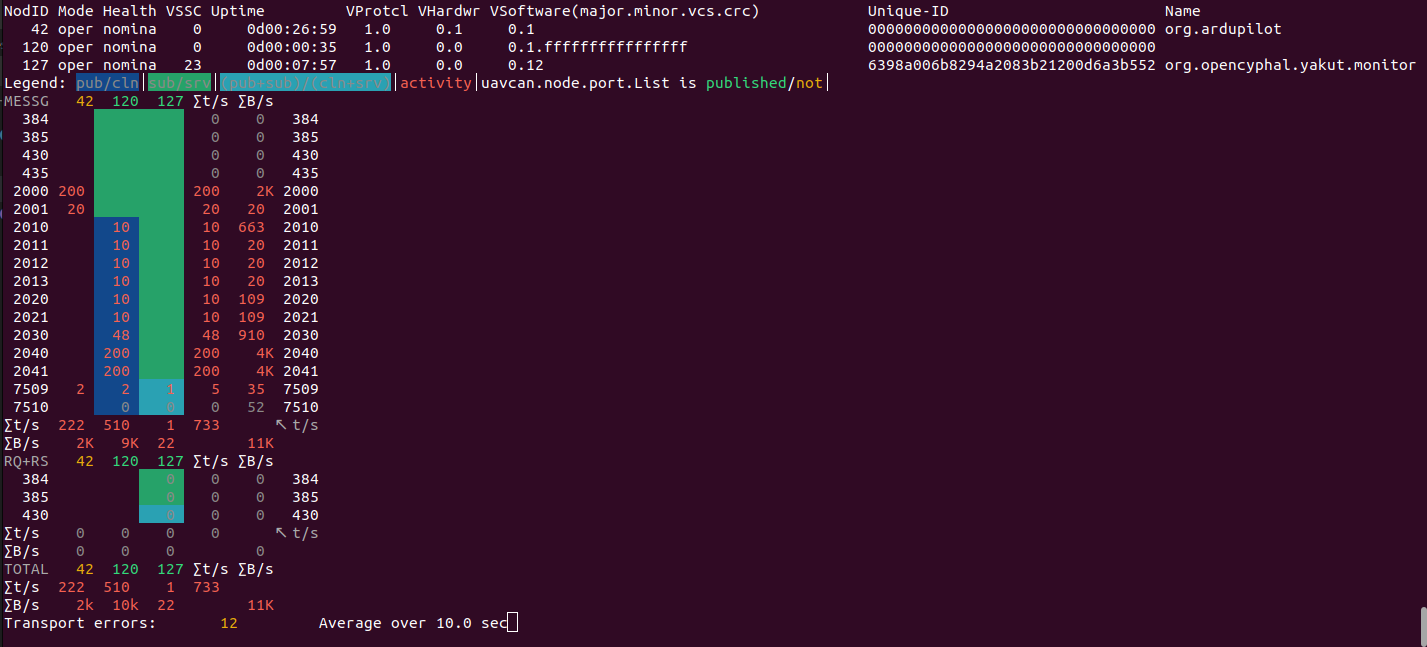 NodID Mode Health VSSC Uptime         VProtcl VHardwr VSoftware(major.minor.vcs.crc)            Unique-ID                        Name
   42 oper nomina    0     0d00:26:59   1.0     0.1     0.1                                     00000000000000000000000000000000 org.ardupilot
  120 oper nomina    0     0d00:00:35   1.0     0.0     0.1.ffffffffffffffff                    00000000000000000000000000000000
  127 oper nomina   23     0d00:07:57   1.0     0.0     0.12                                    6398a006b8294a2083b21200d6a3b552 org.opencyphal.yakut.monitor
Legend: pub/cln|sub/srv|(pub+sub)/(cln+srv)|activity|uavcan.node.port.List is published/not|
MESSG   42  120  127 ∑t/s ∑B/s
  384                  0    0   384
  385                  0    0   385
  430                  0    0   430
  435                  0    0   435
 2000 200            200    2K 2000
 2001  20             20   20  2001
 2010       10        10  663  2010
 2011       10        10   20  2011
 2012       10        10   20  2012
 2013       10        10   20  2013
 2020       10        10  109  2020
 2021       10        10  109  2021
 2030       48        48  910  2030
 2040      200       200    4K 2040
 2041      200       200    4K 2041
 7509   2    2    1    5   35  7509
 7510        0    0    0   52  7510
∑t/s  222  510    1  733      ↖t/s
∑B/s    2K   9K  22        11K
RQ+RS   42  120  127 ∑t/s ∑B/s
  384             0    0    0   384
  385             0    0    0   385
  430             0    0    0   430
∑t/s    0    0    0    0      ↖t/s
∑B/s    0    0    0         0
TOTAL   42  120  127 ∑t/s ∑B/s
∑t/s  222  510    1  733
∑B/s    2k  10k  22        11K
Transport errors:       12         Average over 10.0 sec